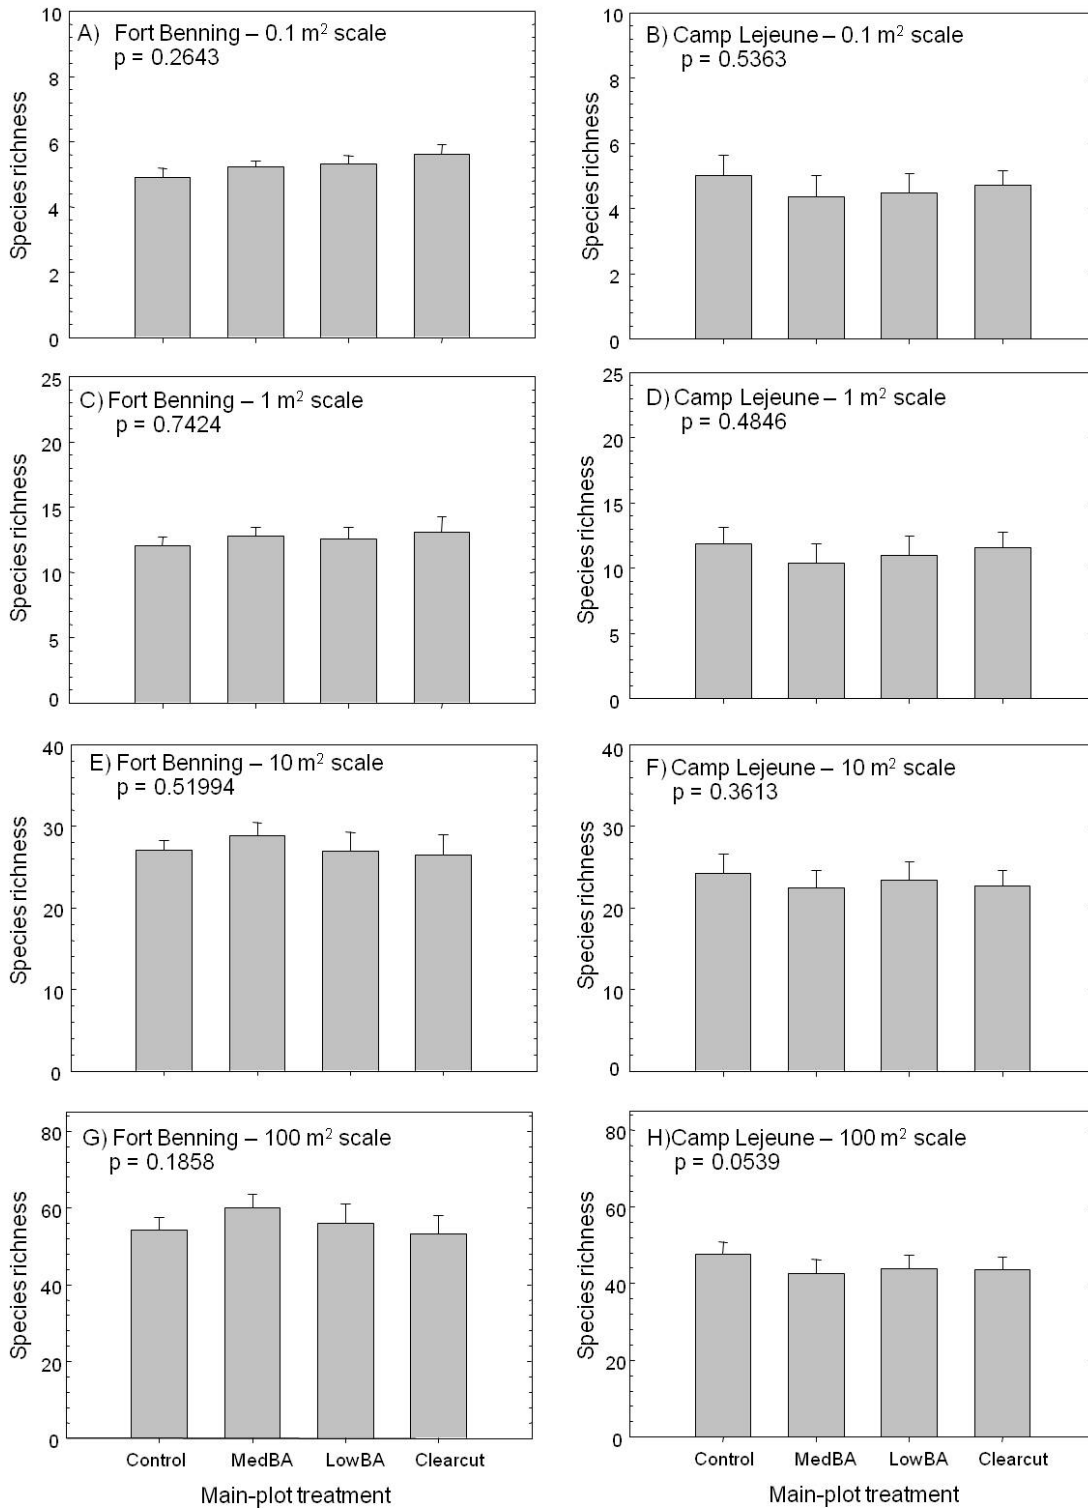 A) Fort Benning – 0.1 m² scale
p = 0.2643
Species richness
10
8
6
4
2
0
B) Camp Lejeune – 0.1 m² scale
p = 0.5363
Species richness
10
8
6
4
2
0
C) Fort Benning – 1 m² scale
p = 0.7424
Species richness
25
20
15
10
5
0
D) Camp Lejeune – 1 m² scale
p = 0.4846
Species richness
25
20
15
10
5
0
E) Fort Benning – 10 m² scale
p = 0.51994
Species richness
40
30
20
10
0
F) Camp Lejeune – 10 m² scale
p = 0.3613
Species richness
40
30
20
10
0
G) Fort Benning – 100 m² scale
p = 0.1858
Species richness
80
60
40
20
0
Control MedBA LowBA Clearcut
Main-plot treatment
H) Camp Lejeune – 100 m² scale
p = 0.0539
Species richness
80
60
40
20
0
Control MedBA LowBA Clearcut
Main-plot treatment